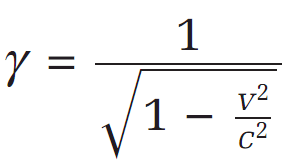 γ = 1 / √(1 − V²/C²)